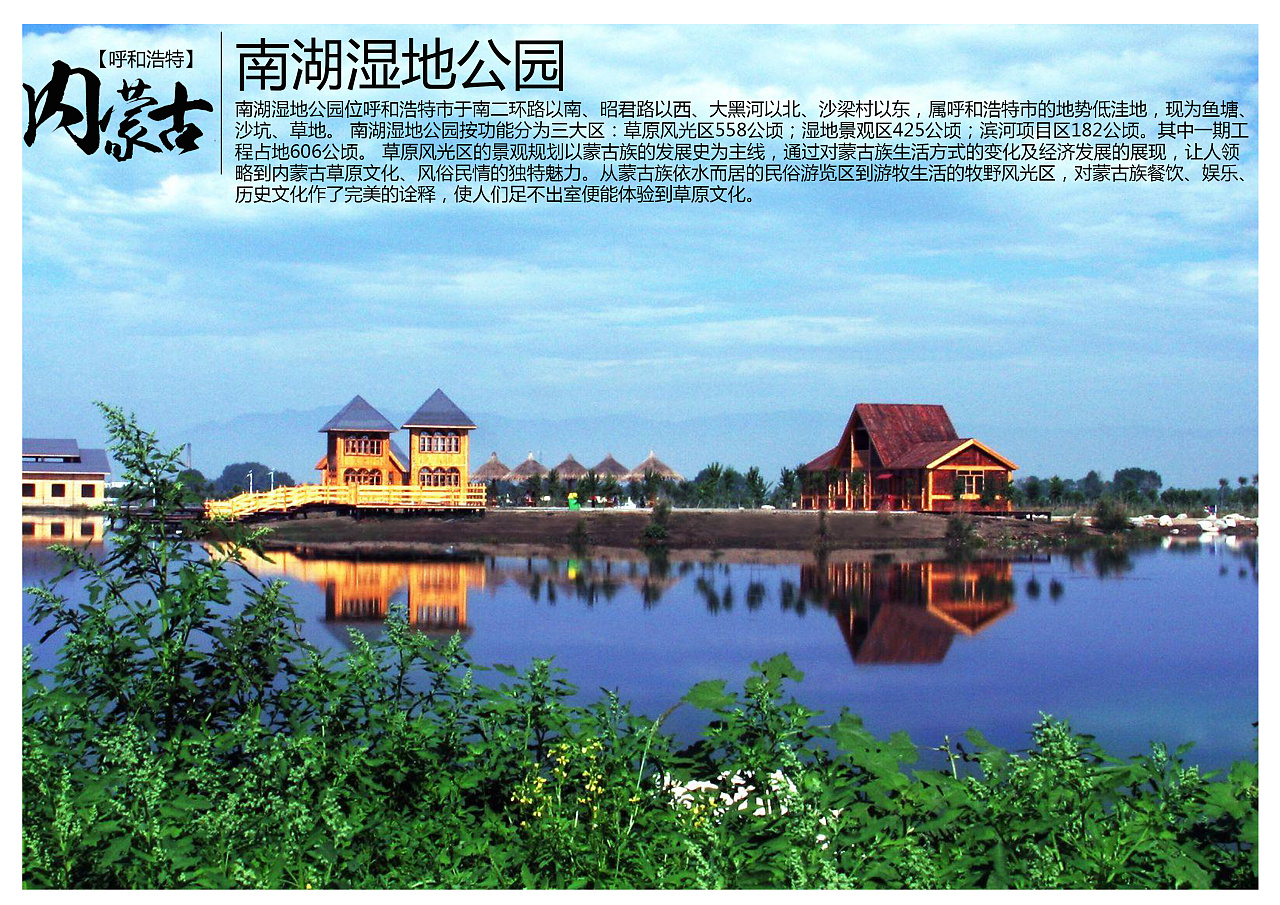 【呼和浩特】
内蒙古
南湖湿地公园
南湖湿地公园位呼和浩特市于南二环路以南、昭君路以西、大黑河以北、沙梁村以东，属呼和浩特市的地势低洼地，现为鱼塘、
沙坑、草地。 南湖湿地公园按功能分为三大区：草原风光区558公顷；湿地景观区425公顷；滨河项目区182公顷。其中一期工
程占地606公顷。 草原风光区的景观规划以蒙古族的发展史为主线，通过对蒙古族生活方式的变化及经济发展的展现，让人领
略到内蒙古草原文化、风俗民情的独特魅力。从蒙古族依水而居的民俗游览区到游牧生活的牧野风光区，对蒙古族餐饮、娱乐、
历史文化作了完美的诠释，使人们足不出室便能体验到草原文化。